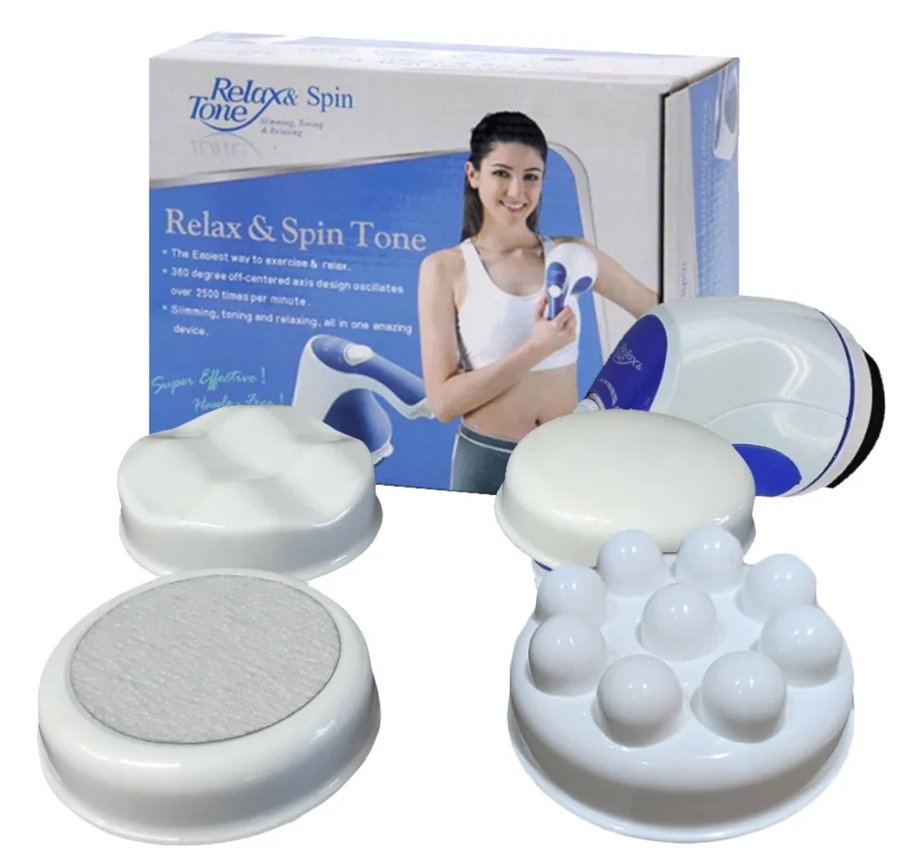 Relax & Spin
Tone
Slimming, Toning
& Relaxing
Relax & Spin Tone
• The Easiest way to exercise & relax.
• 360 degree off-centered axis design oscillates
over 2500 times per minute.
• Slimming, toning and relaxing, all in one amazing
device.
Super Effective!
Relax &
Tone